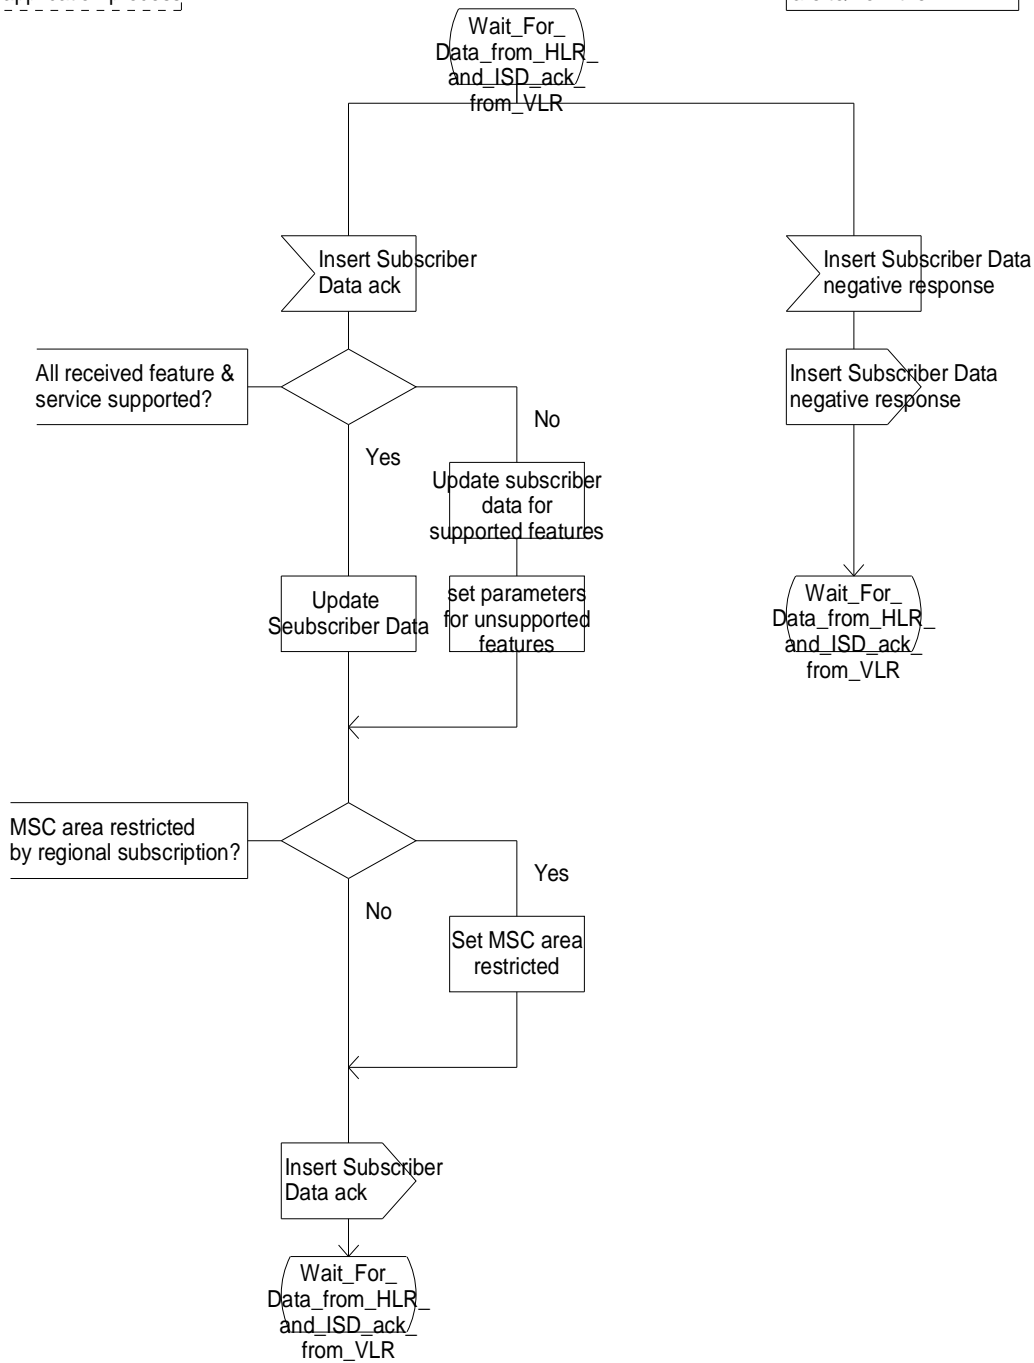 Wait_For_
Data_from_HLR_
and_ISD_ack_
from_VLR
Insert Subscriber
Data ack
Insert Subscriber Data
negative response
All received feature &
service supported?
Insert Subscriber Data
negative response
No
Yes
Update subscriber
data for
supported features
Update
Seubscriber Data
set parameters
for unsupported
features
Wait_For_
Data_from_HLR_
and_ISD_ack_
from_VLR
MSC area restricted
by regional subscription?
Yes
No
Set MSC area
restricted
Insert Subscriber
Data ack
Wait_For_
Data_from_HLR_
and_ISD_ack_
from_VLR